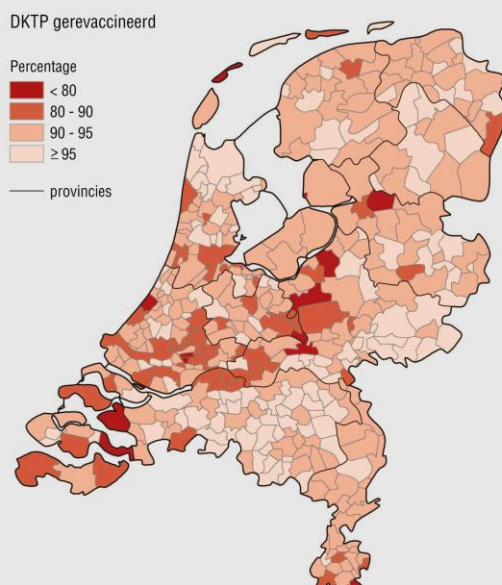 DKTP gerevaccineerd
Percentage
< 80
80 - 90
90 - 95
≥ 95
provincies